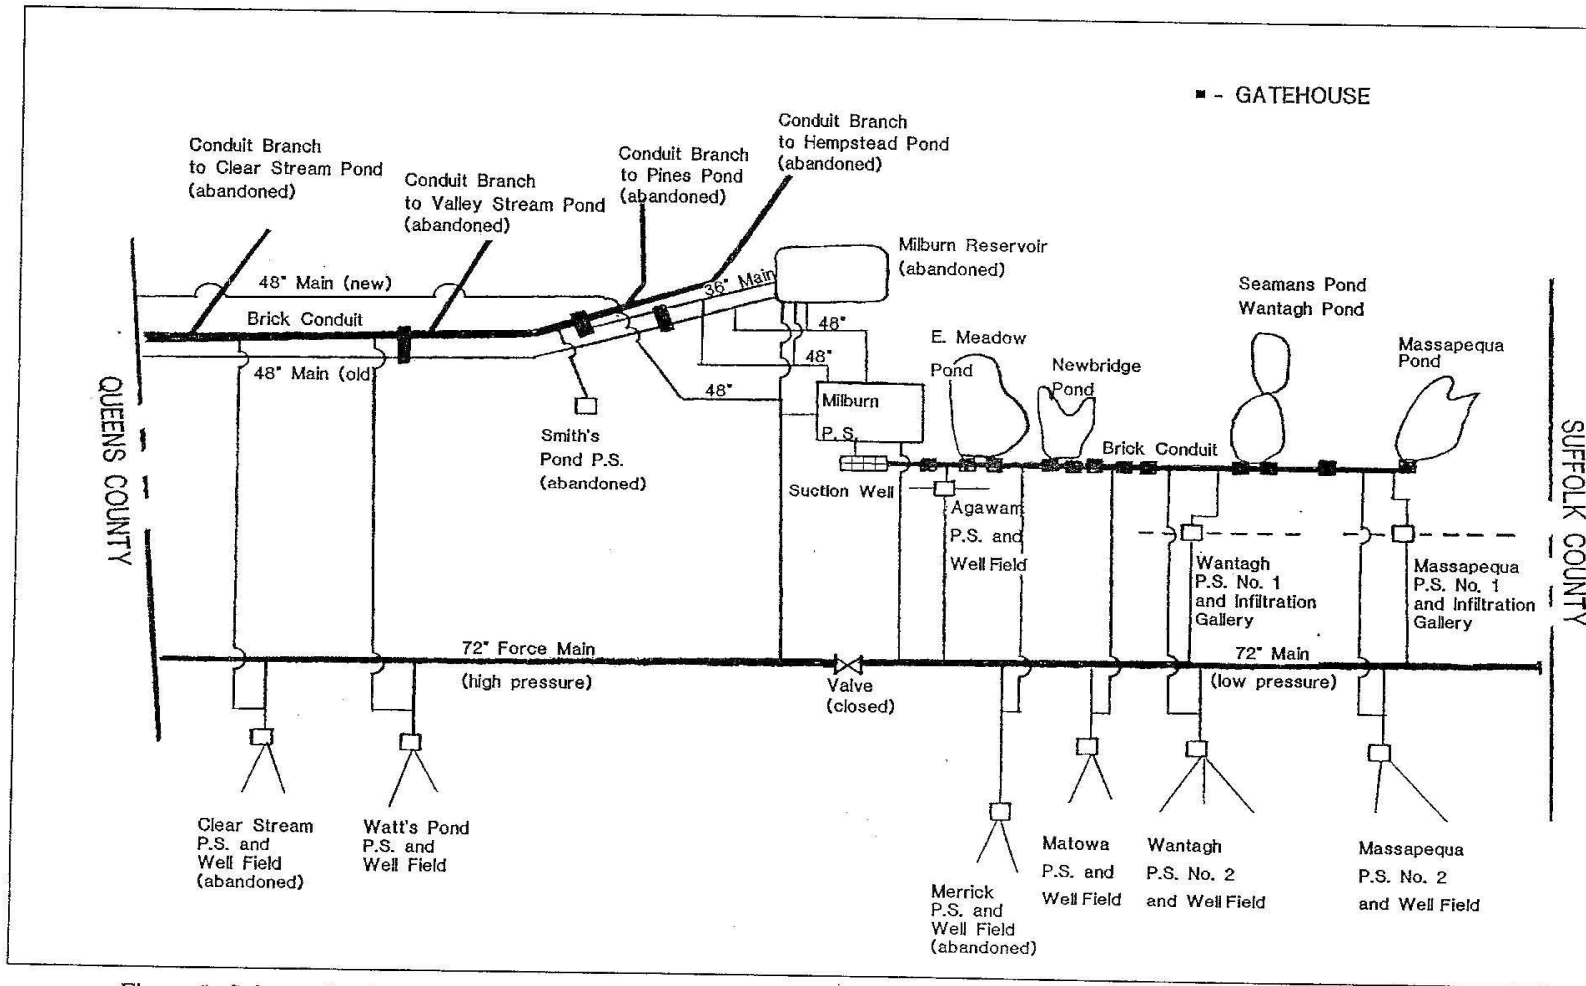 ■ - GATEHOUSE
Conduit Branch
to Clear Stream Pond
(abandoned)
Conduit Branch
to Valley Stream Pond
(abandoned)
Conduit Branch
to Pines Pond
(abandoned)
Conduit Branch
to Hempstead Pond
(abandoned)
Milburn Reservoir
(abandoned)
Seamans Pond
Wantagh Pond
Massapequa
Pond
E. Meadow
Pond
Newbridge
Pond
48" Main (new)
36" Main
Brick Conduit
48" Main (old)
48"
48"
48"
Milburn
P.S.
Smith's
Pond P.S.
(abandoned)
Suction Well
Brick Conduit
Agawam
P.S. and
Well Field
Wantagh
P.S. No. 1
and Infiltration
Gallery
Massapequa
P.S. No. 1
and Infiltration
Gallery
QUEENS COUNTY
SUFFOLK COUNTY
72" Force Main
(high pressure)
Valve
(closed)
72" Main
(low pressure)
Clear Stream
P.S. and
Well Field
(abandoned)
Watt's Pond
P.S. and
Well Field
Merrick
P.S. and
Well Field
(abandoned)
Matowa
P.S. and
Well Field
Wantagh
P.S. No. 2
and Well Field
Massapequa
P.S. No. 2
and Well Field